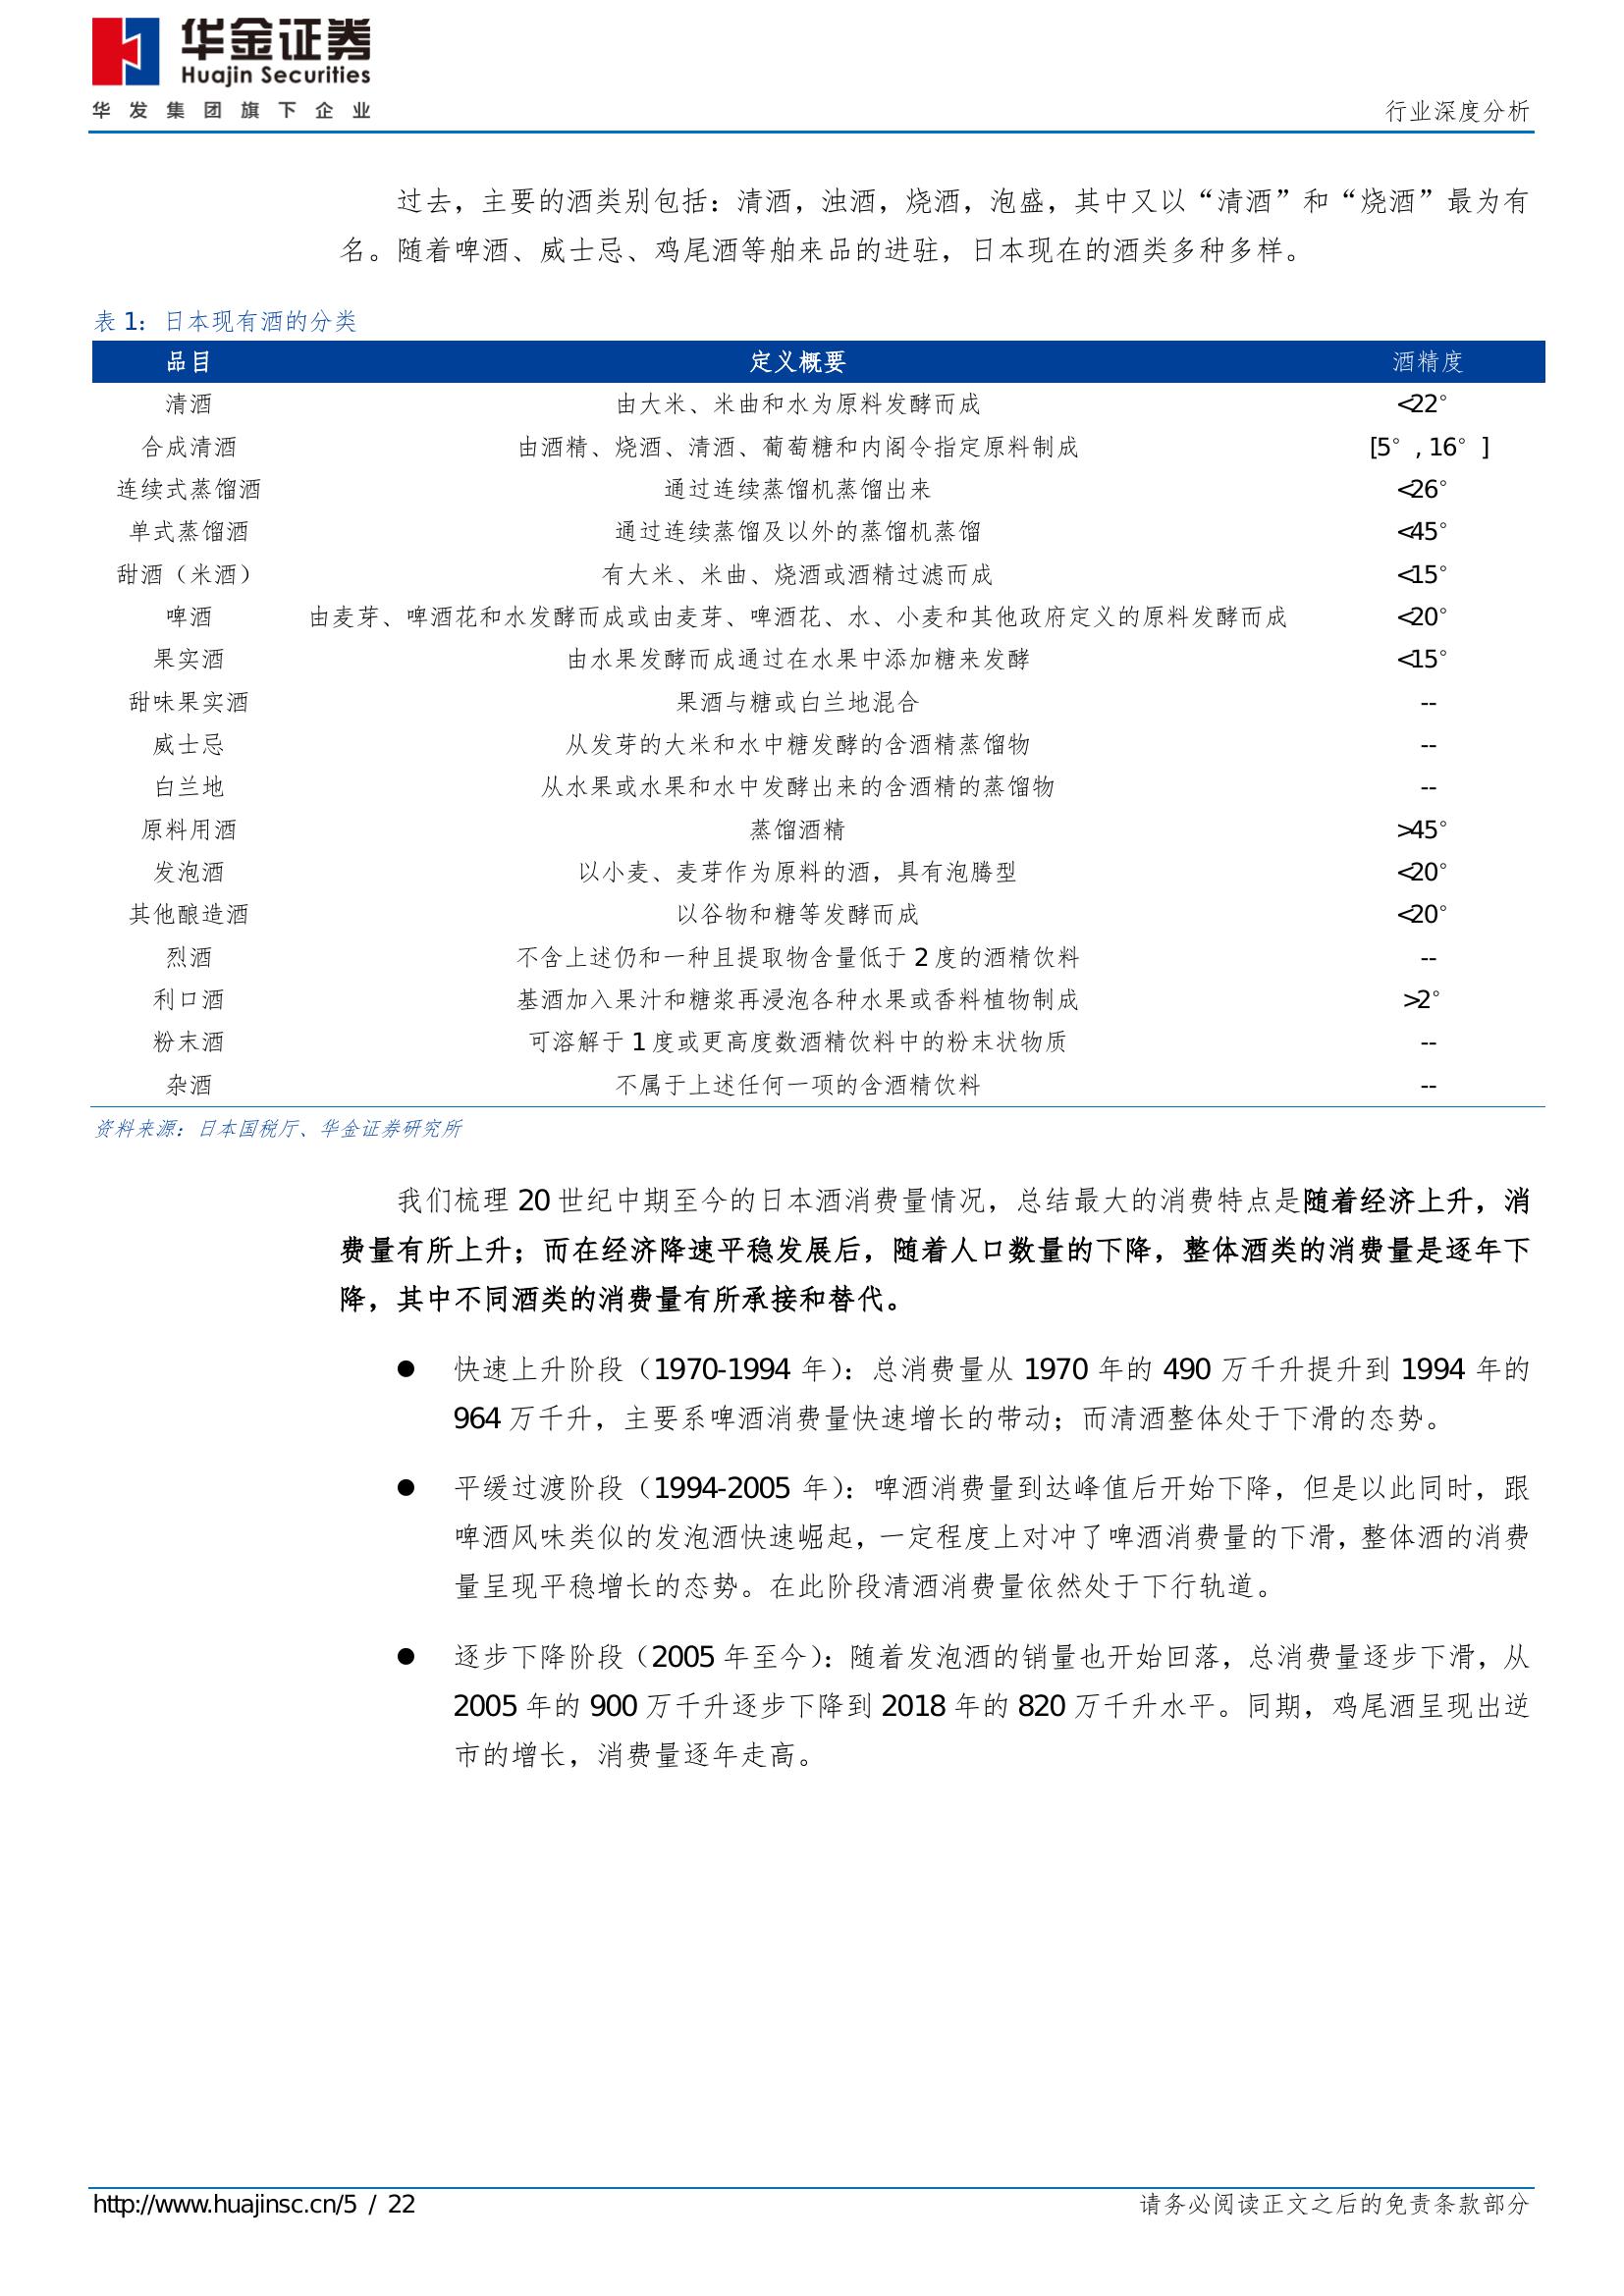 华金证券
Huajin Securities
华发集团旗下企业
行业深度分析
过去，主要的酒类别包括：清酒，浊酒，烧酒，泡盛，其中又以“清酒”和“烧酒”最为有
名。随着啤酒、威士忌、鸡尾酒等舶来品的进驻，日本现在的酒类多种多样。
表 1：日本现有酒的分类
品目 定义概要 酒精度
清酒 由大米、米曲和水为原料发酵而成 <22°
合成清酒 由酒精、烧酒、清酒、葡萄糖和内阁令指定原料制成 [5°, 16°]
连续式蒸馏酒 通过连续蒸馏机蒸馏出来 <26°
单式蒸馏酒 通过连续蒸馏及以外的蒸馏机蒸馏 <45°
甜酒（米酒） 有大米、米曲、烧酒或酒精过滤而成 <15°
啤酒 由麦芽、啤酒花和水发酵而成或由麦芽、啤酒花、水、小麦和其他政府定义的原料发酵而成 <20°
果实酒 由水果发酵而成通过在水果中添加糖来发酵 <15°
甜味果实酒 果酒与糖或白兰地混合 --
威士忌 从发芽的大米和水中糖发酵的含酒精蒸馏物 --
白兰地 从水果或水果和水中发酵出来的含酒精的蒸馏物 --
原料用酒 蒸馏酒精 >45°
发泡酒 以小麦、麦芽作为原料的酒，具有泡腾型 <20°
其他酿造酒 以谷物和糖等发酵而成 <20°
烈酒 不含上述仍和一种且提取物含量低于 2 度的酒精饮料 --
利口酒 基酒加入果汁和糖浆再浸泡各种水果或香料植物制成 >2°
粉末酒 可溶解于 1 度或更高度数酒精饮料中的粉末状物质 --
杂酒 不属于上述任何一项的含酒精饮料 --
资料来源：日本国税厅、华金证券研究所
我们梳理 20 世纪中期至今的日本酒消费量情况，总结最大的消费特点是随着经济上升，消
费量有所上升；而在经济降速平稳发展后，随着人口数量的下降，整体酒类的消费量是逐年下
降，其中不同酒类的消费量有所承接和替代。
● 快速上升阶段（1970-1994 年）：总消费量从 1970 年的 490 万千升提升到 1994 年的
964 万千升，主要系啤酒消费量快速增长的带动；而清酒整体处于下滑的态势。
● 平缓过渡阶段（1994-2005 年）：啤酒消费量到达峰值后开始下降，但是以此同时，跟
啤酒风味类似的发泡酒快速崛起，一定程度上对冲了啤酒消费量的下滑，整体酒的消费
量呈现平稳增长的态势。在此阶段清酒消费量依然处于下行轨道。
● 逐步下降阶段（2005 年至今）：随着发泡酒的销量也开始回落，总消费量逐步下滑，从
2005 年的 900 万千升逐步下降到 2018 年的 820 万千升水平。同期，鸡尾酒呈现出逆
市的增长，消费量逐年走高。
http://www.huajinsc.cn/5 / 22 请务必阅读正文之后的免责条款部分